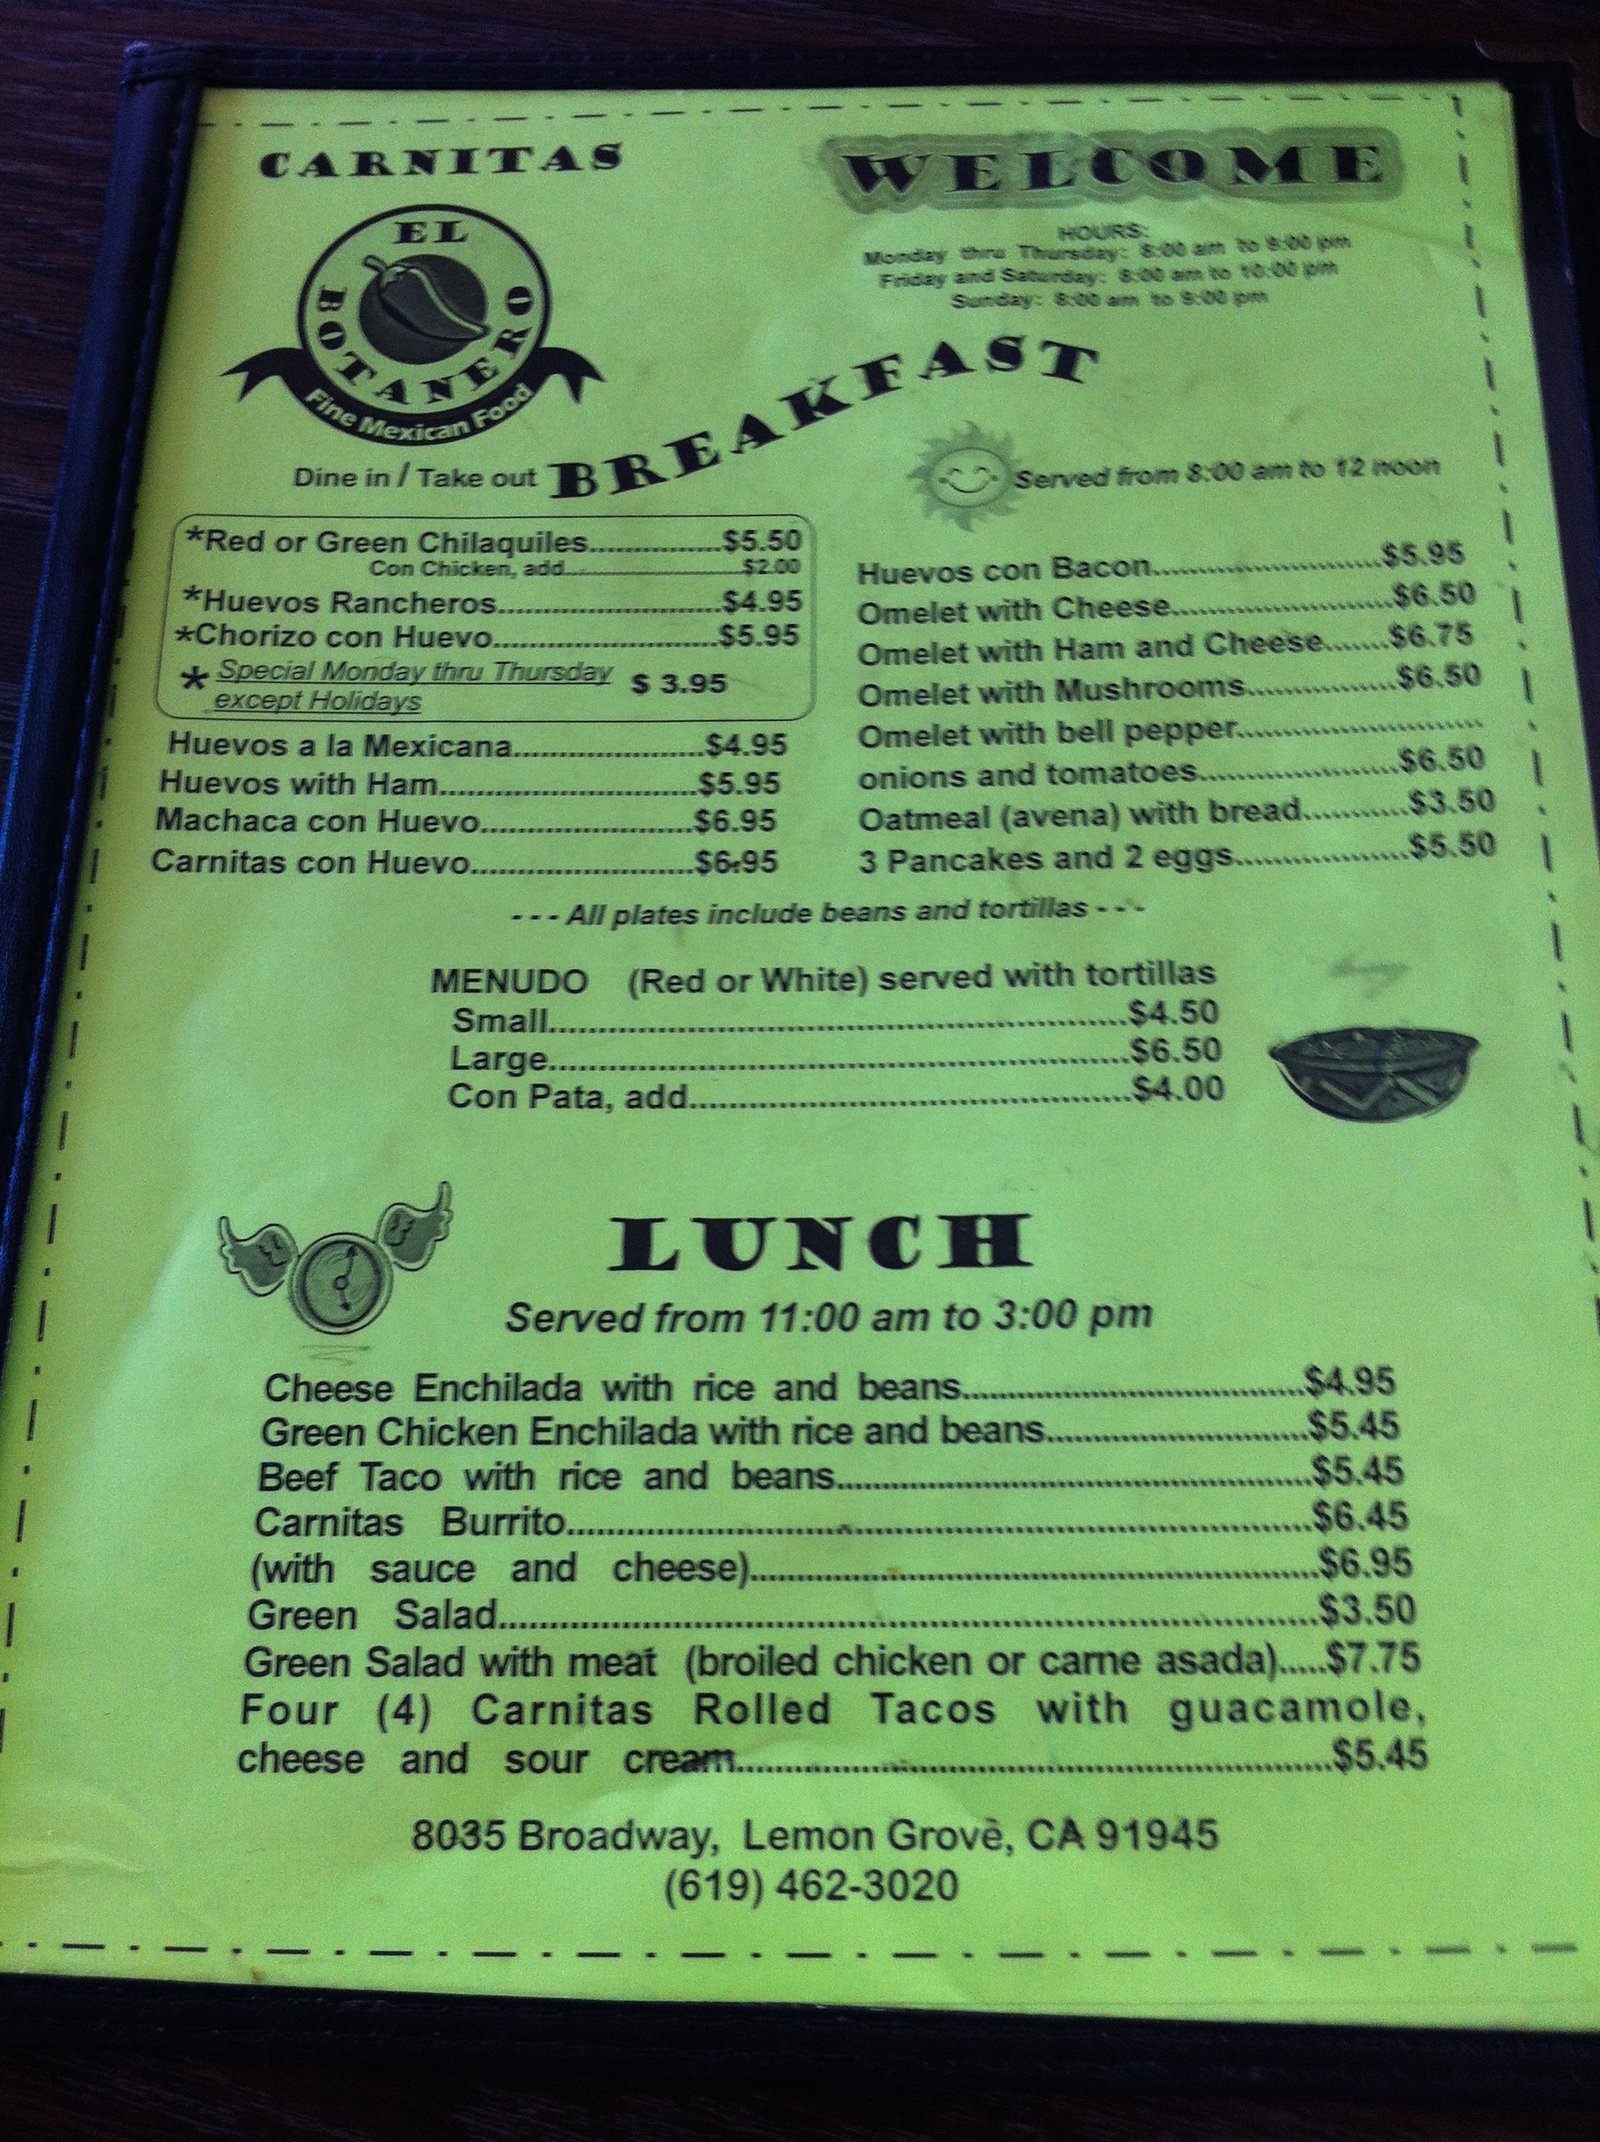 CARNITAS
EL
BOTANERO
Fine Mexican Food
Dine in / Take out
WELCOME
HOURS:
Monday thru Thursday: 8:00 am to 9:00 pm
Friday and Saturday: 8:00 am to 10:00 pm
Sunday: 8:00 am to 9:00 pm
BREAKFAST
Served from 8:00 am to 12 noon
*Red or Green Chilaquiles.................$5.50
Con Chicken, add..............................$2.00
*Huevos Rancheros............................$4.95
*Chorizo con Huevo............................$5.95
* Special Monday thru Thursday $ 3.95
except Holidays
Huevos a la Mexicana........................$4.95
Huevos with Ham................................$5.95
Machaca con Huevo..........................$6.95
Carnitas con Huevo............................$6.95
Huevos con Bacon.............................$5.95
Omelet with Cheese............................$6.50
Omelet with Ham and Cheese.......$6.75
Omelet with Mushrooms..................$6.50
Omelet with bell pepper..............................
onions and tomatoes.........................$6.50
Oatmeal (avena) with bread............$3.50
3 Pancakes and 2 eggs.....................$5.50
- - - All plates include beans and tortillas - - -
MENUDO (Red or White) served with tortillas
Small.........................................................$4.50
Large.........................................................$6.50
Con Pata, add...........................................$4.00
LUNCH
Served from 11:00 am to 3:00 pm
Cheese Enchilada with rice and beans....................................$4.95
Green Chicken Enchilada with rice and beans...........................$5.45
Beef Taco with rice and beans.................................................$5.45
Carnitas Burrito............................................................................$6.45
(with sauce and cheese)..........................................................$6.95
Green Salad...................................................................................$3.50
Green Salad with meat (broiled chicken or carne asada).....$7.75
Four (4) Carnitas Rolled Tacos with guacamole,
cheese and sour cream.............................................................$5.45
8035 Broadway, Lemon Grove, CA 91945
(619) 462-3020